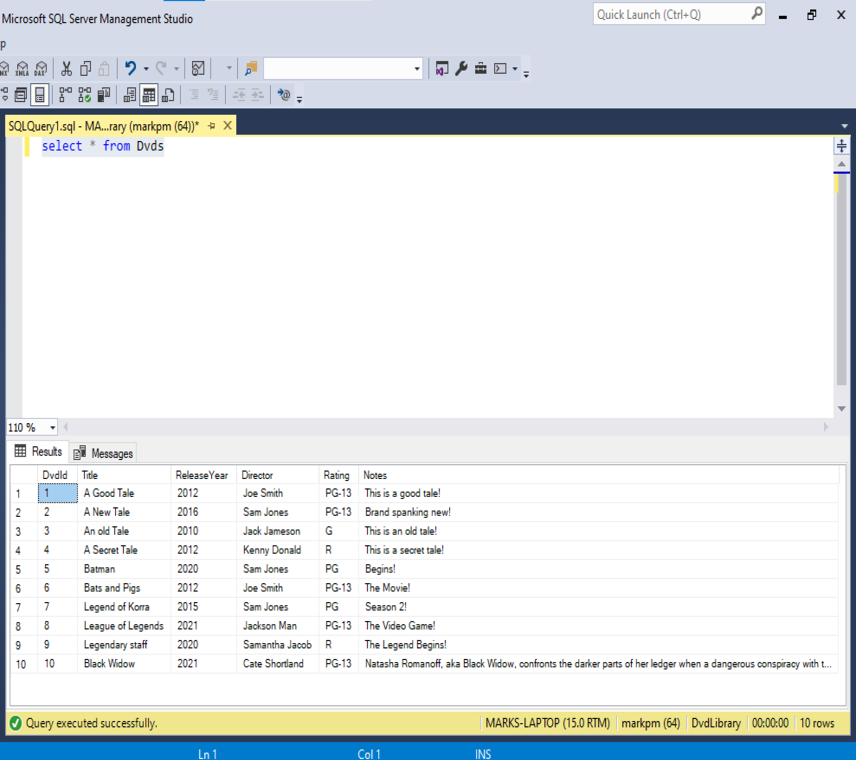 Microsoft SQL Server Management Studio
Quick Launch (Ctrl+Q)
p
MDX XMLA DAX
SQLQuery1.sql - MA...rary (markpm (64))*
select * from Dvds
110 %
Results Messages
DvdId Title ReleaseYear Director Rating Notes
1 1 A Good Tale 2012 Joe Smith PG-13 This is a good tale!
2 2 A New Tale 2016 Sam Jones PG-13 Brand spanking new!
3 3 An old Tale 2010 Jack Jameson G This is an old tale!
4 4 A Secret Tale 2012 Kenny Donald R This is a secret tale!
5 5 Batman 2020 Sam Jones PG Begins!
6 6 Bats and Pigs 2012 Joe Smith PG-13 The Movie!
7 7 Legend of Korra 2015 Sam Jones PG Season 2!
8 8 League of Legends 2021 Jackson Man PG-13 The Video Game!
9 9 Legendary staff 2020 Samantha Jacob R The Legend Begins!
10 10 Black Widow 2021 Cate Shortland PG-13 Natasha Romanoff, aka Black Widow, confronts the darker parts of her ledger when a dangerous conspiracy with t...
Query executed successfully. MARKS-LAPTOP (15.0 RTM) markpm (64) DvdLibrary 00:00:00 10 rows
Ln 1 Col 1 INS